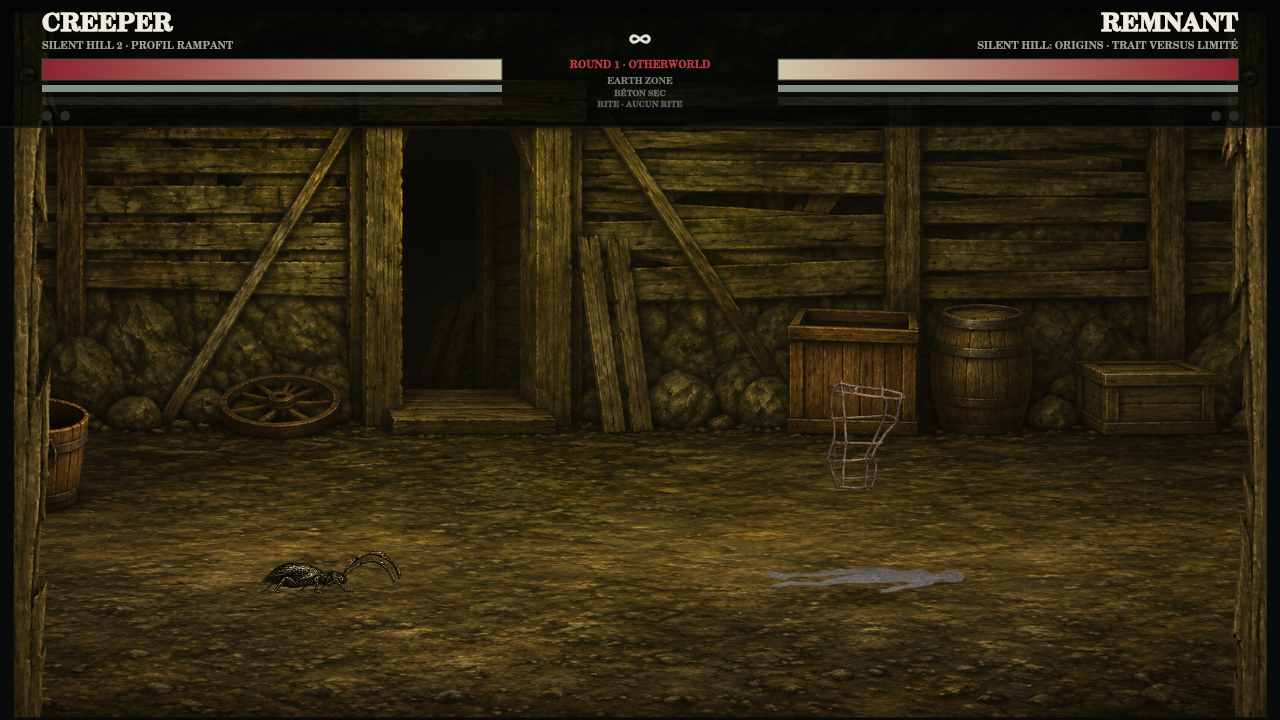 CREEPER
SILENT HILL 2 · PROFIL RAMPANT
∞
ROUND 1 · OTHERWORLD
EARTH ZONE
BÉTON SEC
RITE · AUCUN RITE
REMNANT
SILENT HILL: ORIGINS · TRAIT VERSUS LIMITÉ